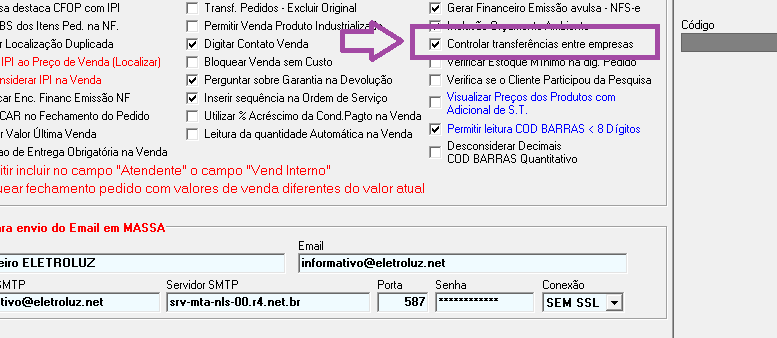 sa destaca CFOP com IPI
BS dos Itens Ped. na NF.
r Localização Duplicada
IPI ao Preço de Venda (Localizar)
nsiderar IPI na Venda
car Enc. Financ Emissão NF
CAR no Fechamento do Pedido
r Valor Última Venda
ao de Entrega Obrigatória na Venda
itir incluir no campo "Atendente" o campo "Vend Interno"
uear fechamento pedido com valores de venda diferentes do valor atual
Transf. Pedidos - Excluir Original
Permitir Venda Produto Industrializado
Digitar Contato Venda
Bloquear Venda sem Custo
Perguntar sobre Garantia na Devolução
Inserir sequência na Ordem de Serviço
Utilizar % Acréscimo da Cond.Pagto na Venda
Leitura da quantidade Automática na Venda
Gerar Financeiro Emissão avulsa - NFS-e
Inclusão Orçamento Ambiente
Controlar transferências entre empresas
Verificar Estoque Mínimo na dig. Pedido
Verifica se o Cliente Participou da Pesquisa
Visualizar Preços dos Produtos com
Adicional de S.T.
Permitir leitura COD BARRAS < 8 Dígitos
Desconsiderar Decimais
COD BARRAS Quantitativo
Código
ara envio do Email em MASSA
Email
eiro ELETROLUZ
informativo@eletroluz.net
SMTP
Servidor SMTP
Porta
Senha
Conexão
tivo@eletroluz.net
srv-mta-nls-00.r4.net.br
587
************
SEM SSL